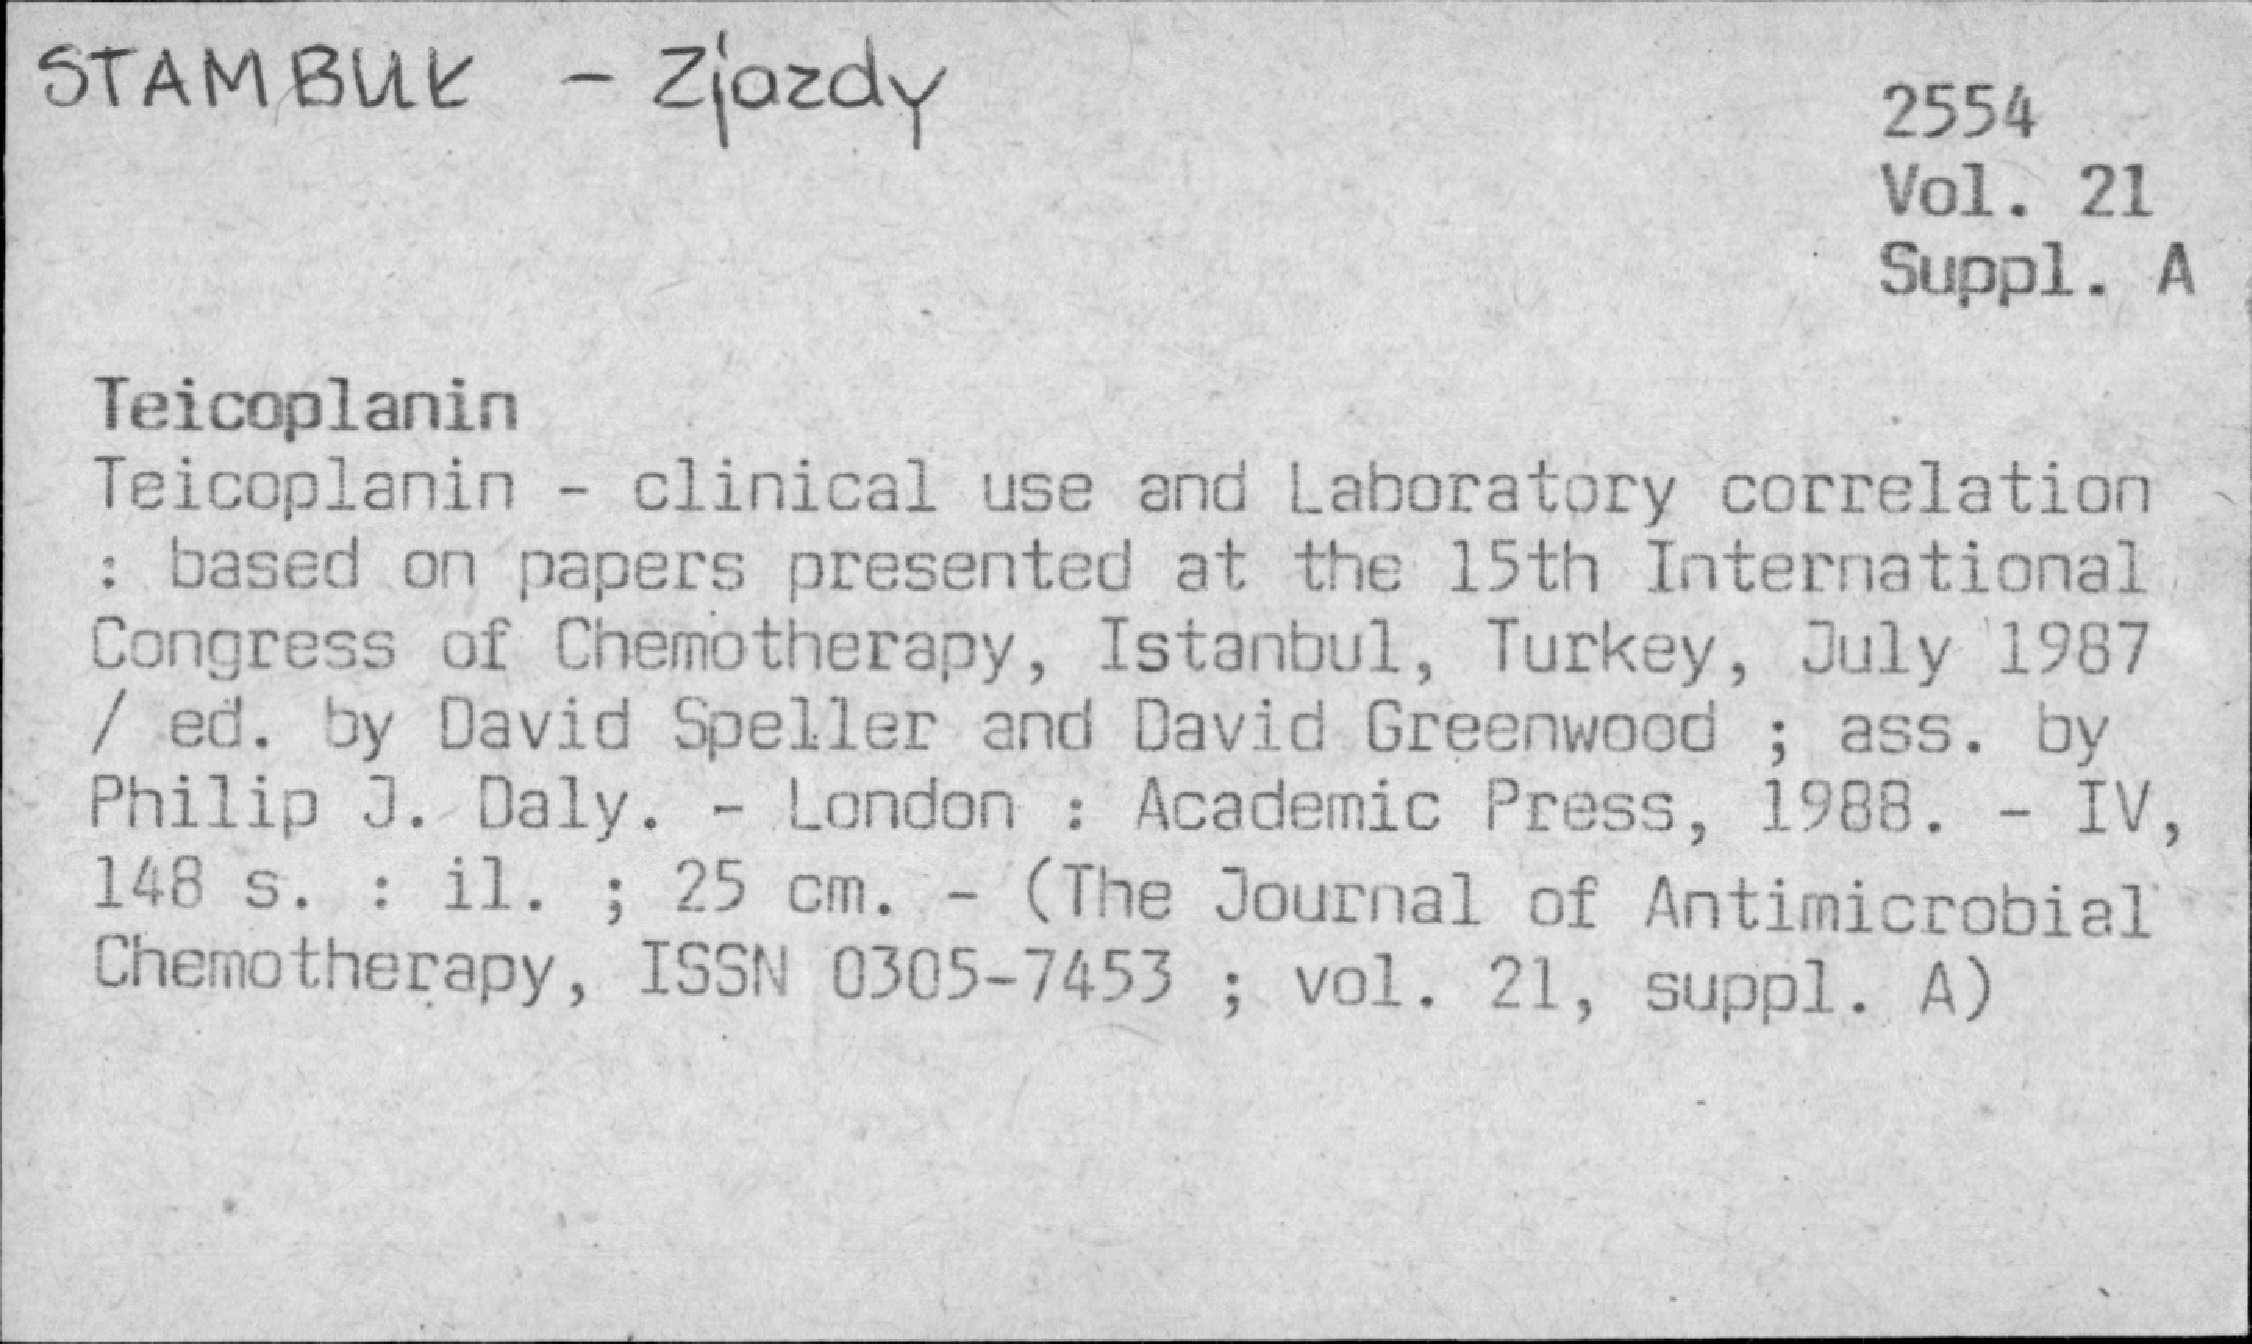 STAMBUŁ - Zjazdy
2554
Vol. 21
Suppl. A
Teicoplanin
Teicoplanin - clinical use and Laboratory correlation
: based on papers presented at the 15th International
Congress of Chemotherapy, Istanbul, Turkey, July 1987
/ ed. by David Speller and David Greenwood ; ass. by
Philip J. Daly. - London : Academic Press, 1988. - IV,
148 s. : il. ; 25 cm. - (The Journal of Antimicrobial
Chemotherapy, ISSN 0305-7453 ; vol. 21, suppl. A)